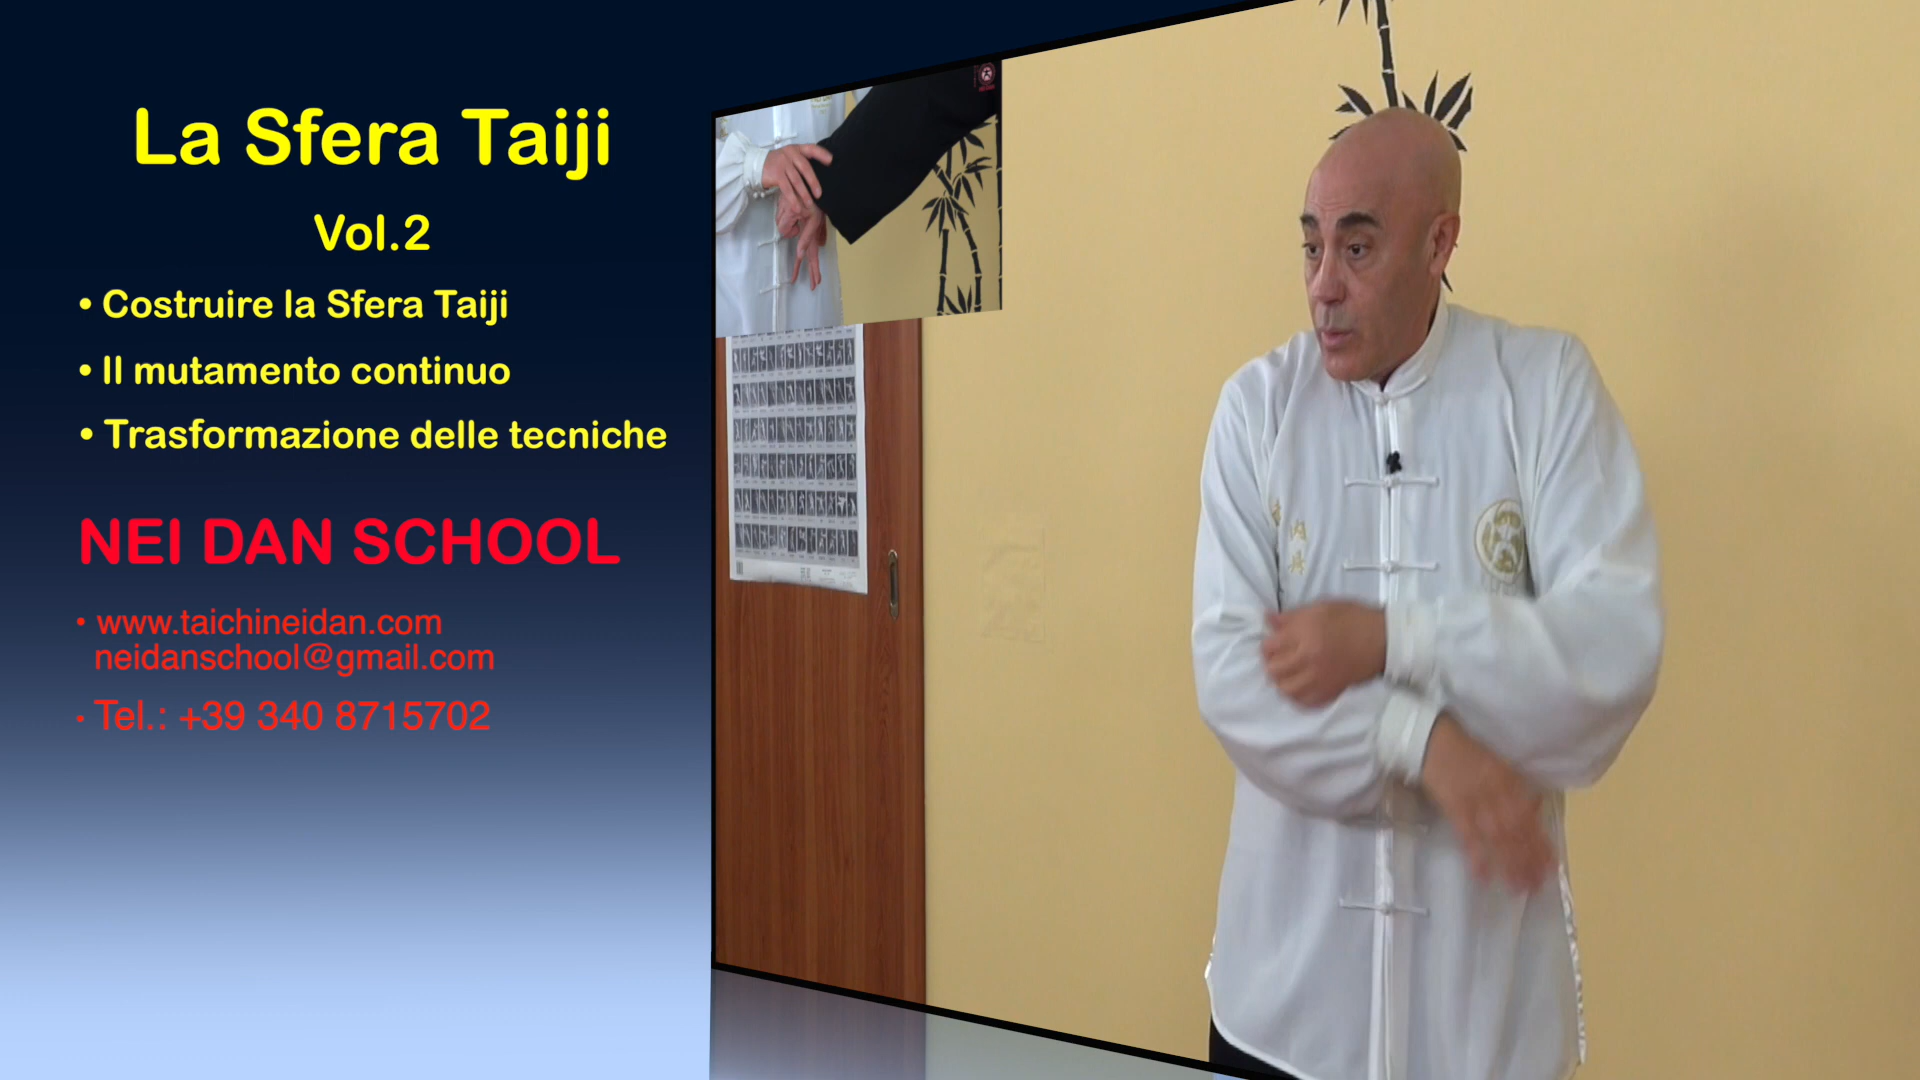 La Sfera Taiji
Vol.2
• Costruire la Sfera Taiji
• Il mutamento continuo
• Trasformazione delle tecniche
NEI DAN SCHOOL
• www.taichineidan.com
neidanschool@gmail.com
• Tel.: +39 340 8715702